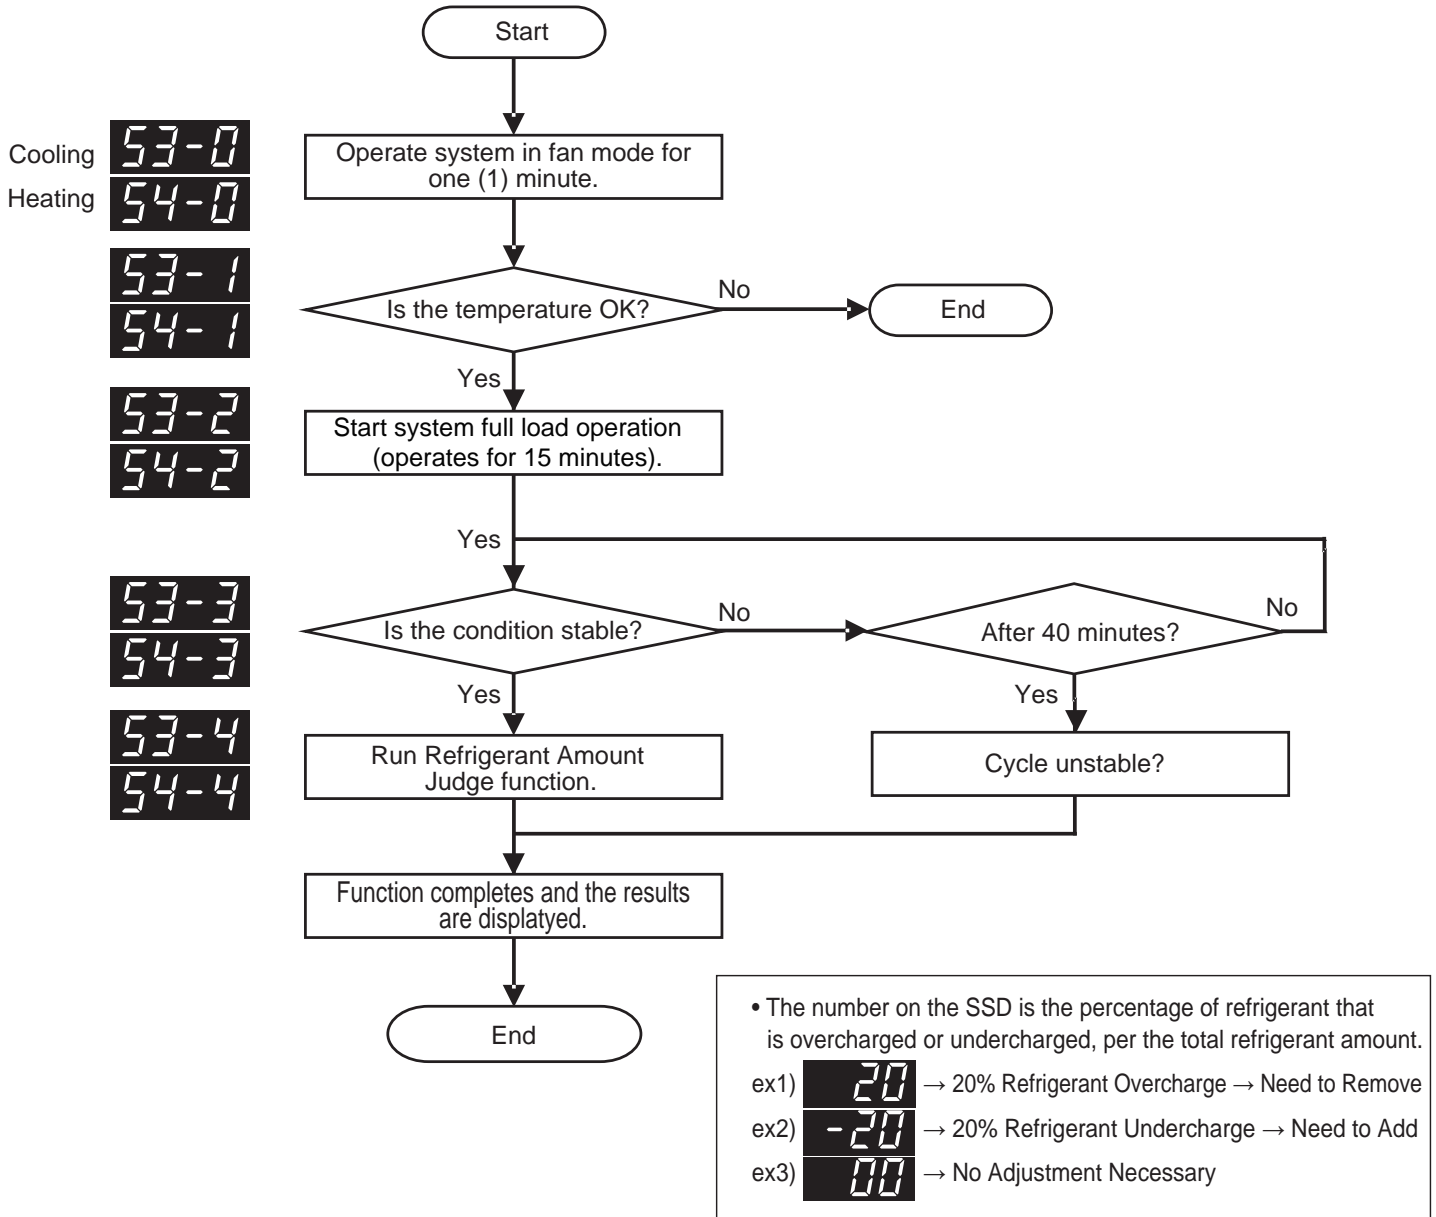 Start
Cooling 53-0
Heating 54-0
Operate system in fan mode for
one (1) minute.
53-1
54-1
Is the temperature OK?
No
End
Yes
53-2
54-2
Start system full load operation
(operates for 15 minutes).
Yes
53-3
54-3
Is the condition stable?
No
After 40 minutes?
No
Yes
Yes
53-4
54-4
Run Refrigerant Amount
Judge function.
Cycle unstable?
Function completes and the results
are displatyed.
End
• The number on the SSD is the percentage of refrigerant that
is overcharged or undercharged, per the total refrigerant amount.
ex1) 20 → 20% Refrigerant Overcharge → Need to Remove
ex2) -20 → 20% Refrigerant Undercharge → Need to Add
ex3) 00 → No Adjustment Necessary